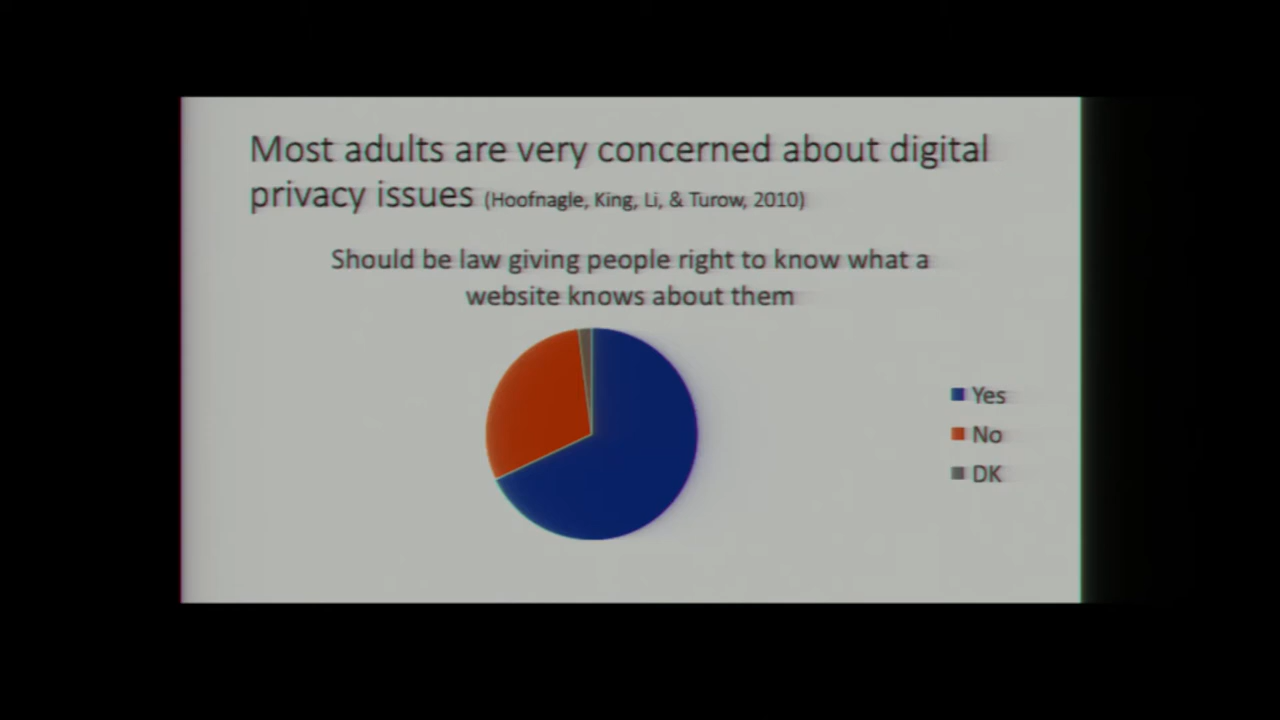 Most adults are very concerned about digital
privacy issues (Hoofnagle, King, Li, & Turow, 2010)
Should be law giving people right to know what a
website knows about them
Yes
No
DK